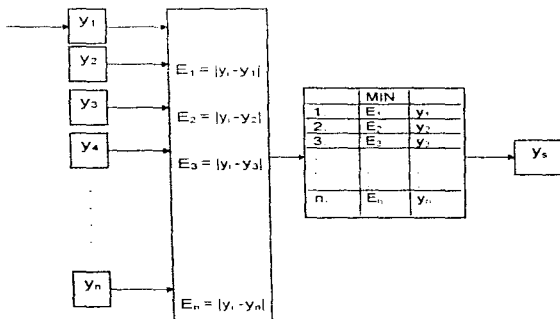 y₁
y₂
E₁ = |yᵢ-y₁|
y₃
E₂ = |yᵢ-y₂|
y₄
E₃ = |yᵢ-y₃|
yₙ
Eₙ = |yᵢ-yₙ|
MIN
1. E₁ y₁
2. E₂ y₂
3. E₃
n. Eₙ yₙ
yₛ